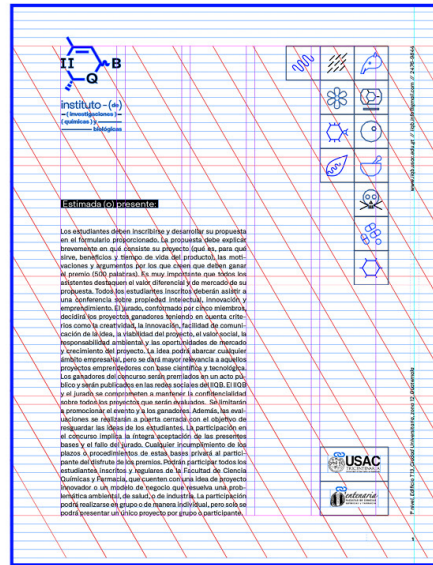 II
B
Q
instituto - (de)
- ( investigaciones )
( químicas ) y
biológicas
Estimada (o) presente:
Los estudiantes deben inscribirse y desarrollar su propuesta
en el formulario proporcionado. La propuesta debe explicar
brevemente en qué consiste su proyecto (qué es, para qué
sirve, beneficios y tiempo de vida del producto), las moti-
vaciones y argumentos por los que creen que deben ganar
el premio (500 palabras). Es muy importante que todos los
asistentes destaquen el valor diferencial y de mercado de su
propuesta. Todos los estudiantes inscritos deberán asistir a
una conferencia sobre propiedad intelectual, innovación y
emprendimiento. El jurado, conformado por cinco miembros,
decidirá los proyectos ganadores teniendo en cuenta crite-
rios como la creatividad, la innovación, facilidad de comuni-
cación de la idea, la viabilidad del proyecto, el valor social, la
responsabilidad ambiental y las oportunidades de mercado
y crecimiento del proyecto. La idea podrá abarcar cualquier
ámbito empresarial, pero se dará mayor relevancia a aquellos
proyectos emprendedores con base científica y tecnológica.
Los ganadores del concurso serán premiados en un acto pú-
blico y serán publicados en las redes sociales del IIQB. El IIQB
y el jurado se comprometen a mantener la confidencialidad
sobre todos los proyectos que serán evaluados. Se limitarán
a promocionar el evento y a los ganadores. Además, las eval-
uaciones se realizarán a puerta cerrada con el objetivo de
resguardar las ideas de los estudiantes. La participación en
el concurso implica la íntegra aceptación de las presentes
bases y el fallo del jurado. Cualquier incumplimiento de los
plazos o procedimientos de estas bases privará al partici-
pante del disfrute de los premios. Podrán participar todos los
estudiantes inscritos y regulares de la Facultad de Ciencia
Químicas y Farmacia, que cuenten con una idea de proyecto
innovador o un modelo de negocio que resuelva una prob-
lemática ambiental, de salud, o de industria. La participación
podrá realizarse en grupo o de manera individual, pero solo se
podrá presentar un único proyecto por grupo o participante.
USAC
TRICENTENARIA